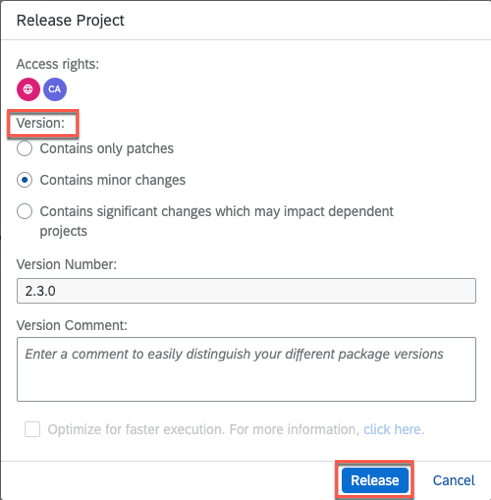 Release Project
Access rights:
CA
Version:
Contains only patches
Contains minor changes
Contains significant changes which may impact dependent
projects
Version Number:
2.3.0
Version Comment:
Enter a comment to easily distinguish your different package versions
Optimize for faster execution. For more information, click here.
Release Cancel